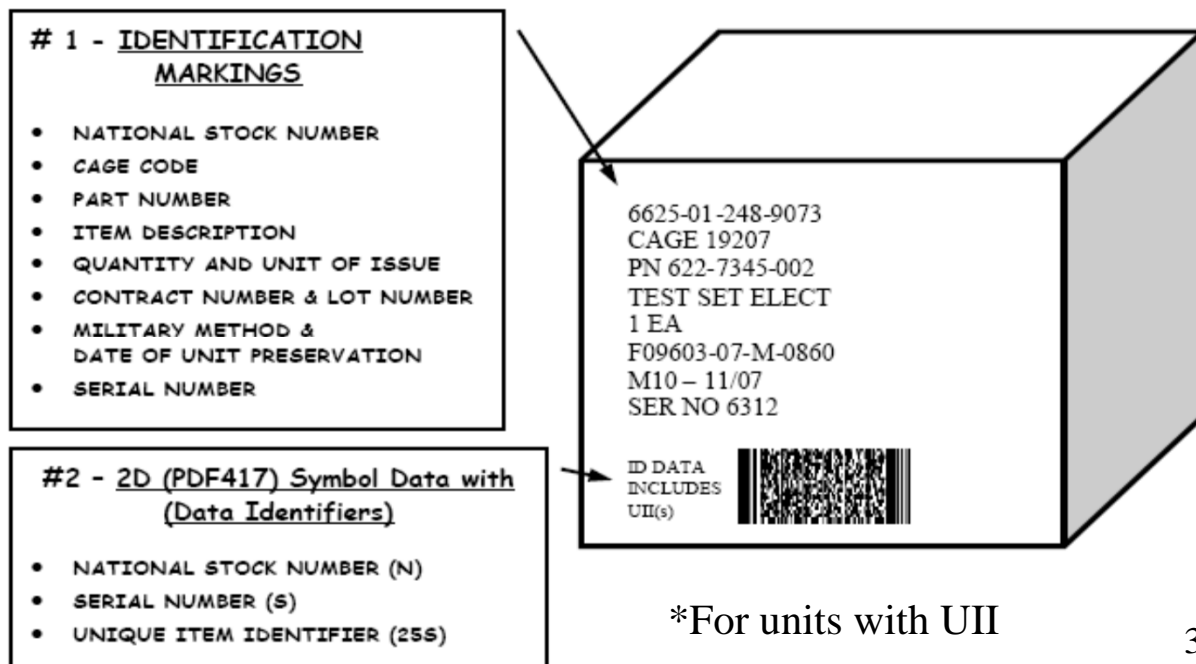 # 1 - IDENTIFICATION
MARKINGS
• NATIONAL STOCK NUMBER
• CAGE CODE
• PART NUMBER
• ITEM DESCRIPTION
• QUANTITY AND UNIT OF ISSUE
• CONTRACT NUMBER & LOT NUMBER
• MILITARY METHOD &
DATE OF UNIT PRESERVATION
• SERIAL NUMBER
#2 - 2D (PDF417) Symbol Data with
(Data Identifiers)
• NATIONAL STOCK NUMBER (N)
• SERIAL NUMBER (S)
• UNIQUE ITEM IDENTIFIER (25S)
6625-01-248-9073
CAGE 19207
PN 622-7345-002
TEST SET ELECT
1 EA
F09603-07-M-0860
M10 – 11/07
SER NO 6312
ID DATA
INCLUDES
UII(s)
*For units with UII